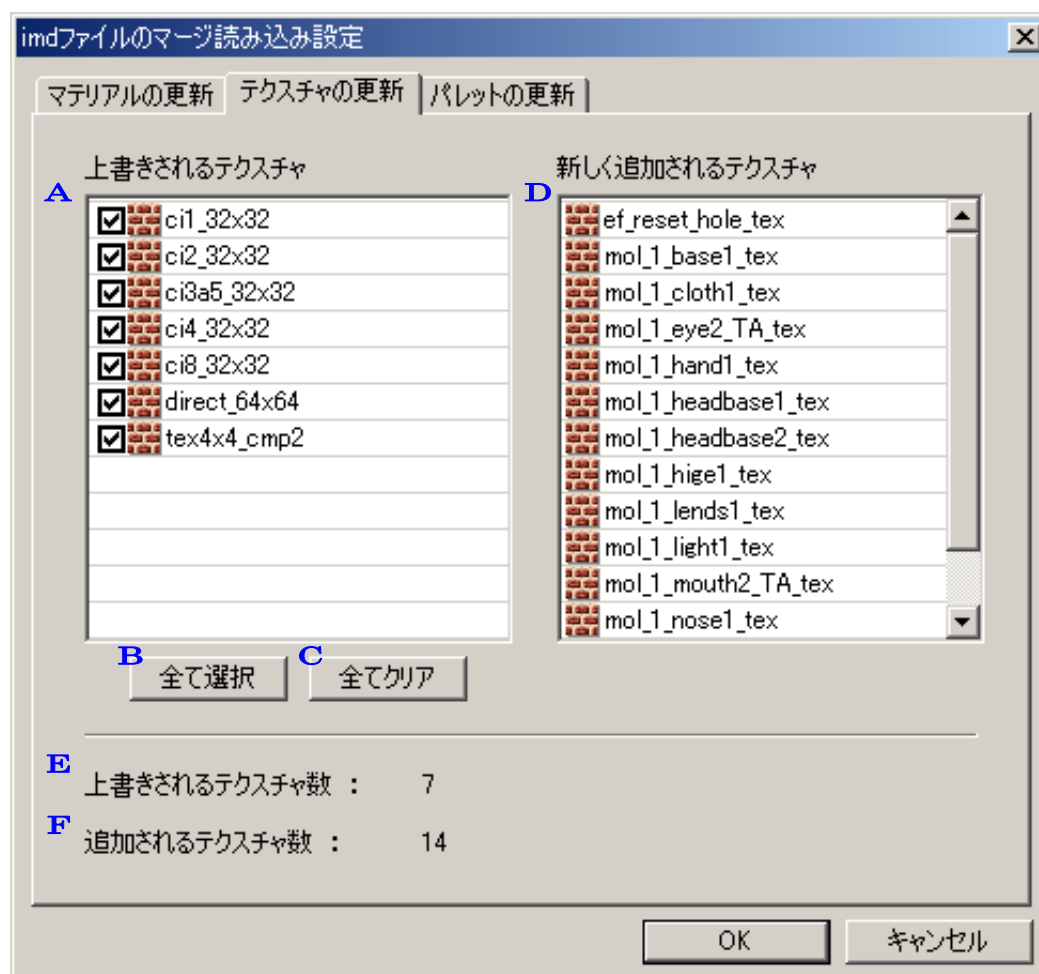 imdファイルのマージ読み込み設定
マテリアルの更新 テクスチャの更新 パレットの更新
上書きされるテクスチャ
A
ci1_32x32
ci2_32x32
ci3a5_32x32
ci4_32x32
ci8_32x32
direct_64x64
tex4x4_cmp2
B 全て選択
C 全てクリア
新しく追加されるテクスチャ
D
ef_reset_hole_tex
mol_1_base1_tex
mol_1_cloth1_tex
mol_1_eye2_TA_tex
mol_1_hand1_tex
mol_1_headbase1_tex
mol_1_headbase2_tex
mol_1_hige1_tex
mol_1_lends1_tex
mol_1_light1_tex
mol_1_mouth2_TA_tex
mol_1_nose1_tex
E
上書きされるテクスチャ数 : 7
F
追加されるテクスチャ数 : 14
OK キャンセル